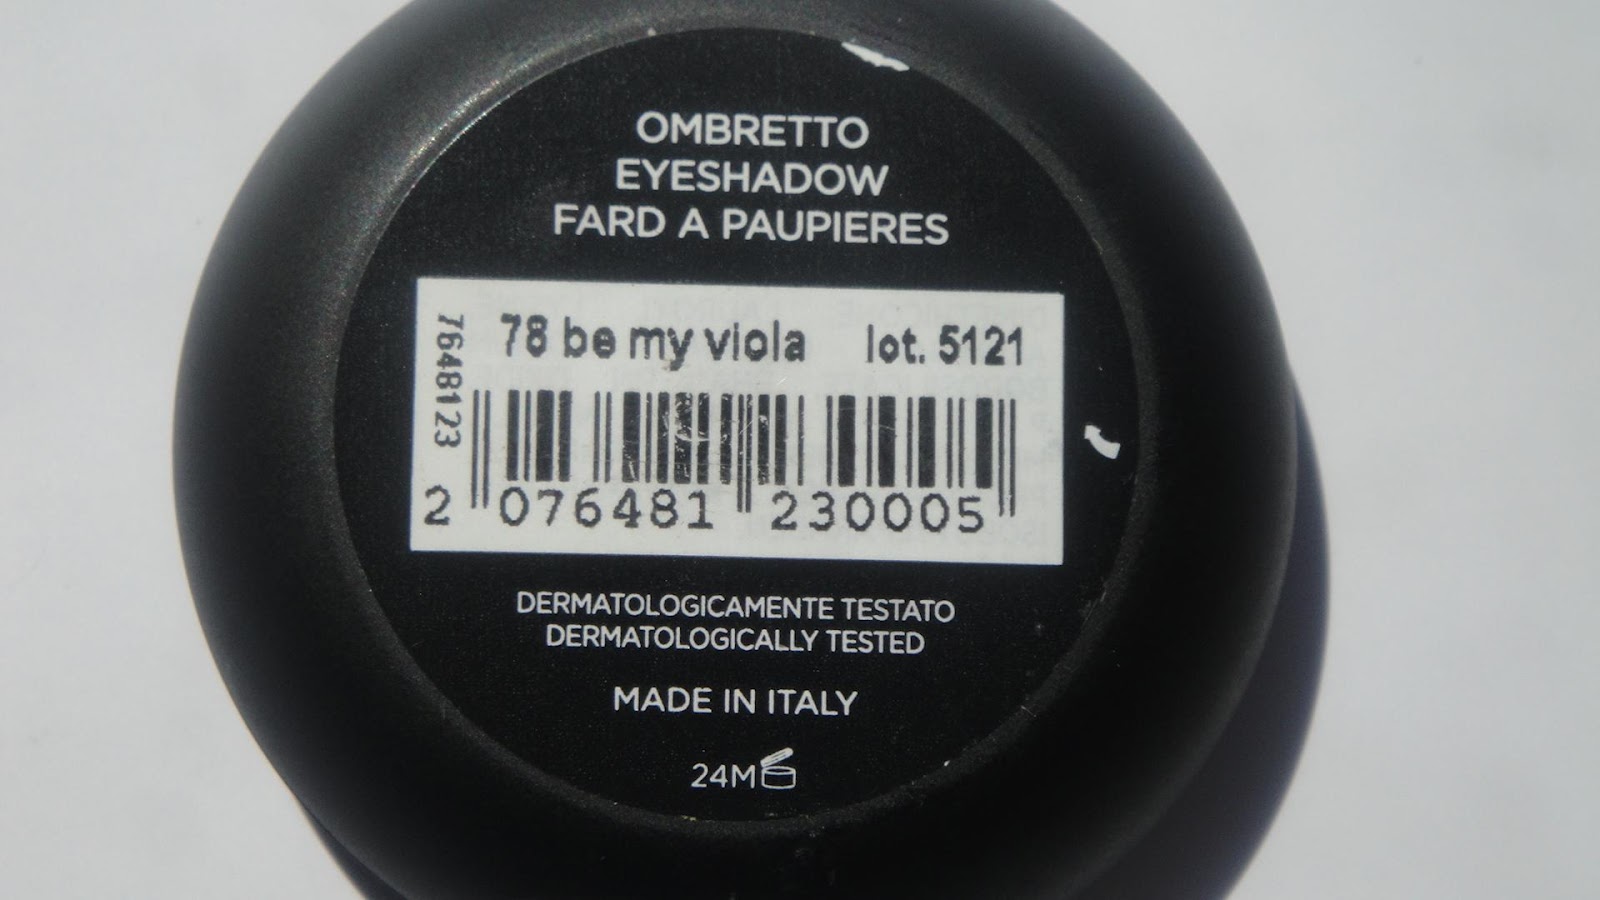 OMBRETTO
EYESHADOW
FARD A PAUPIERES
78 be my viola lot. 5121
7648123
2 076481 230005
DERMATOLOGICAMENTE TESTATO
DERMATOLOGICALLY TESTED
MADE IN ITALY
24M